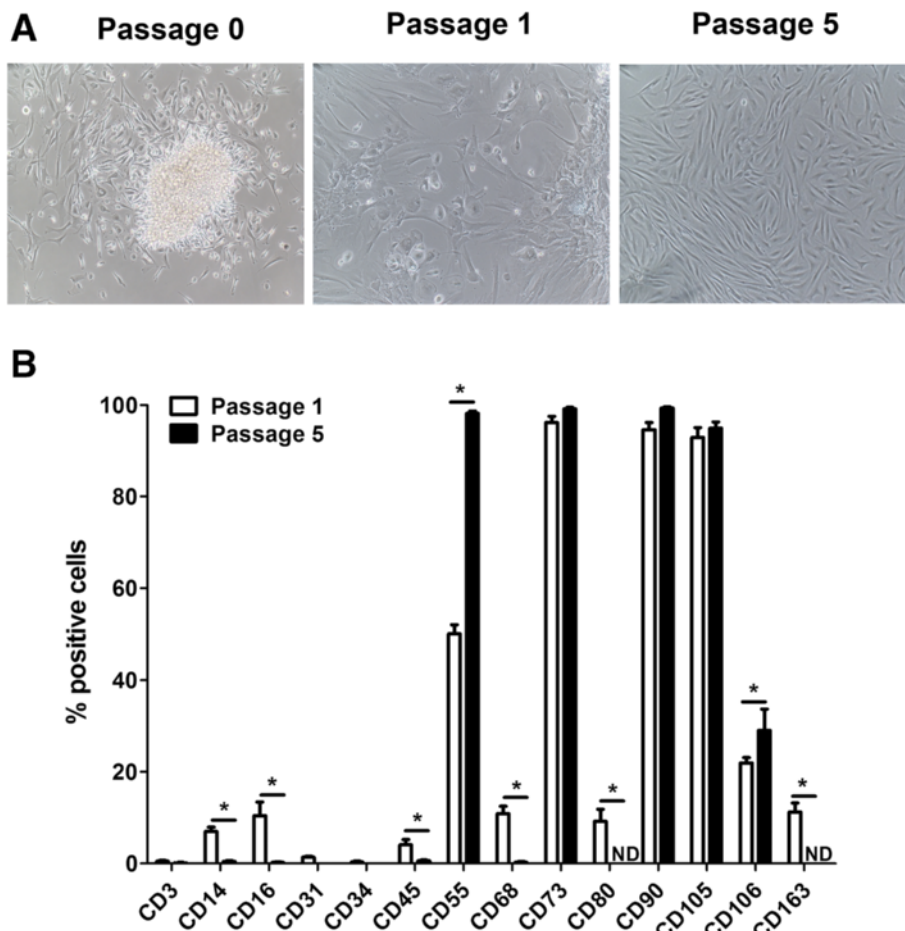 A
Passage 0
Passage 1
Passage 5
B
Passage 1
Passage 5
% positive cells
100
80
60
40
20
0
*
*
*
*
*
*
*
*
ND
ND
CD3
CD14
CD16
CD31
CD34
CD45
CD55
CD68
CD73
CD80
CD90
CD105
CD106
CD163